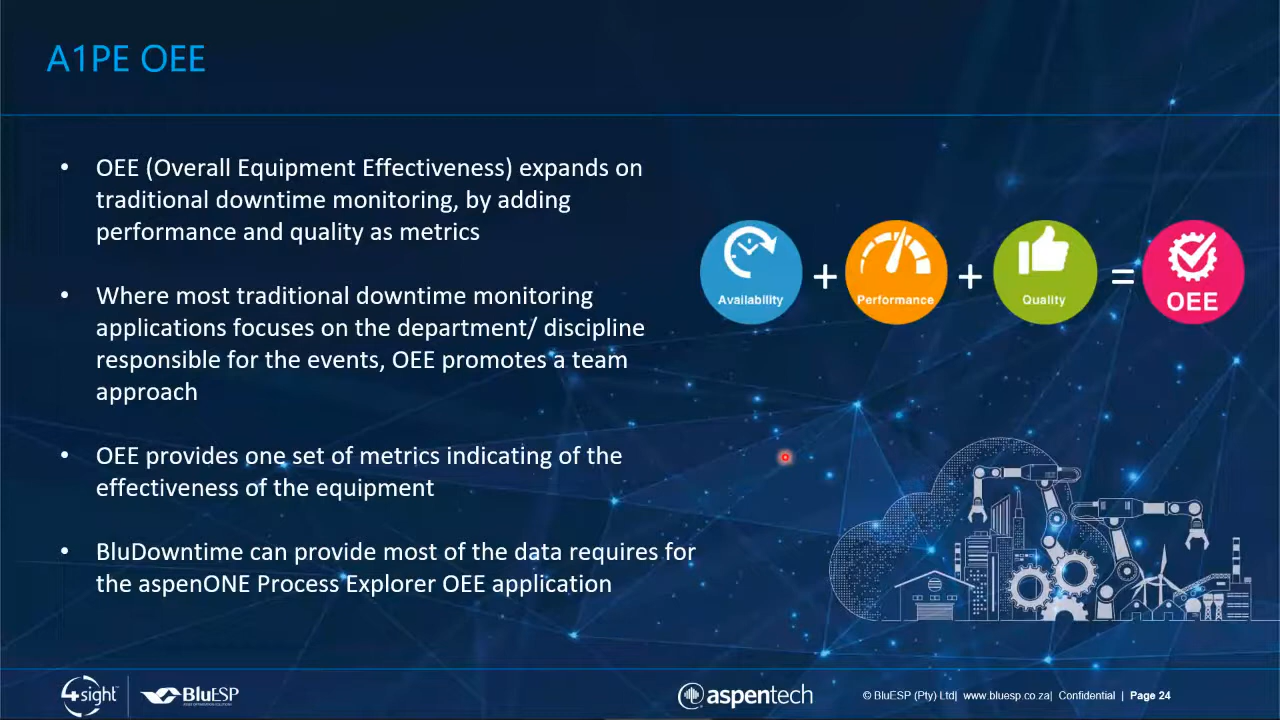 A1PE OEE
• OEE (Overall Equipment Effectiveness) expands on
traditional downtime monitoring, by adding
performance and quality as metrics
• Where most traditional downtime monitoring
applications focuses on the department/ discipline
responsible for the events, OEE promotes a team
approach
• OEE provides one set of metrics indicating of the
effectiveness of the equipment
• BluDowntime can provide most of the data requires for
the aspenONE Process Explorer OEE application
Availability + Performance + Quality = OEE
4sight™ BluESP
aspentech
© BluESP (Pty) Ltd| www.bluesp.co.za| Confidential | Page 24